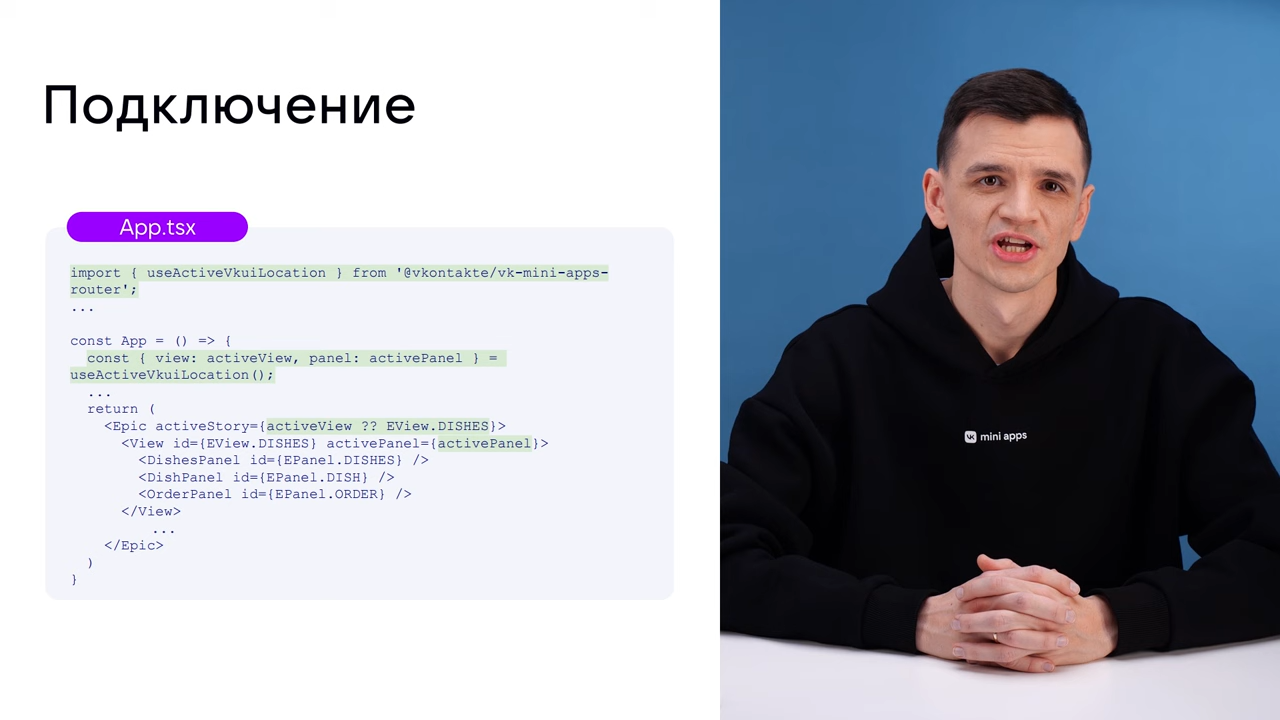 Подключение
App.tsx
import { useActiveVkuiLocation } from '@vkontakte/vk-mini-apps-
router';
...
const App = () => {
const { view: activeView, panel: activePanel } =
useActiveVkuiLocation();
...
return (
<Epic activeStory={activeView ?? EView.DISHES}>
<View id={EView.DISHES} activePanel={activePanel}>
<DishesPanel id={EPanel.DISHES} />
<DishPanel id={EPanel.DISH} />
<OrderPanel id={EPanel.ORDER} />
</View>
...
</Epic>
)
}
VK mini apps